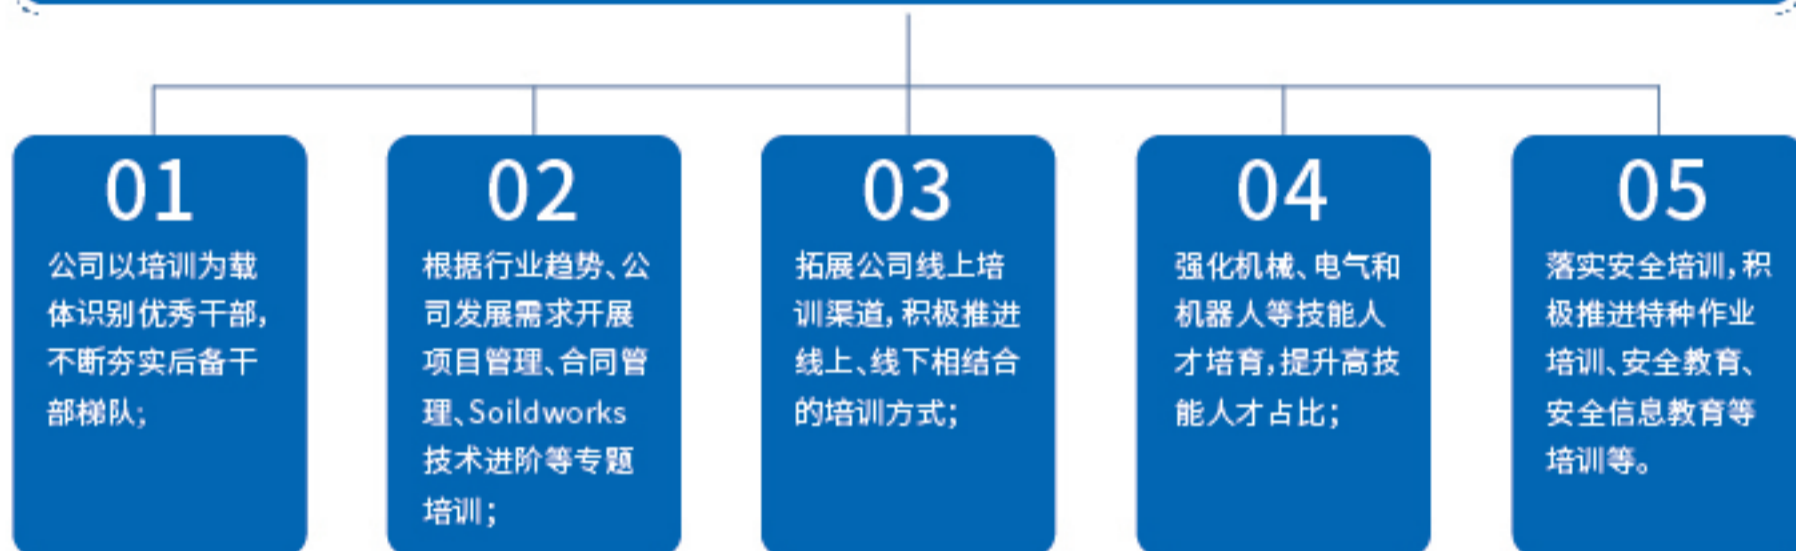 01
公司以培训为载
体识别优秀干部,
不断夯实后备干
部梯队;
02
根据行业趋势、公
司发展需求开展
项目管理、合同管
理、Soildworks
技术进阶等专题
培训;
03
拓展公司线上培
训渠道,积极推进
线上、线下相结合
的培训方式;
04
强化机械、电气和
机器人等技能人
才培育,提升高技
能人才占比;
05
落实安全培训,积
极推进特种作业
培训、安全教育、
安全信息教育等
培训等。